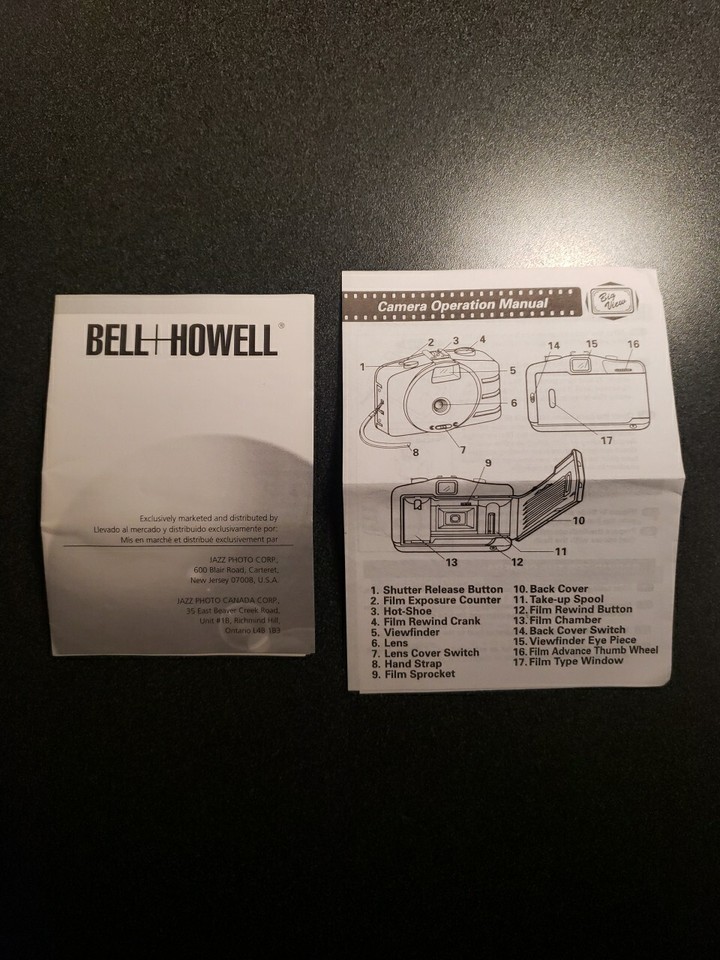 BELL+HOWELL®
Exclusively marketed and distributed by
Llevado al mercado y distribuido exclusivamente por:
Mis en marché et distribué exclusivement par
JAZZ PHOTO CORP,
600 Blair Road, Carteret,
New Jersey 07008, U.S.A.
JAZZ PHOTO CANADA CORP,
35 East Beaver Creek Road,
Unit #1B, Richmond Hill,
Ontario L4B 1B3
Camera Operation Manual
Big
View
1
2
3
4
5
6
7
8
14
15
16
17
9
10
11
12
13
1. Shutter Release Button
2. Film Exposure Counter
3. Hot-Shoe
4. Film Rewind Crank
5. Viewfinder
6. Lens
7. Lens Cover Switch
8. Hand Strap
9. Film Sprocket
10. Back Cover
11. Take-up Spool
12. Film Rewind Button
13. Film Chamber
14. Back Cover Switch
15. Viewfinder Eye Piece
16. Film Advance Thumb Wheel
17. Film Type Window